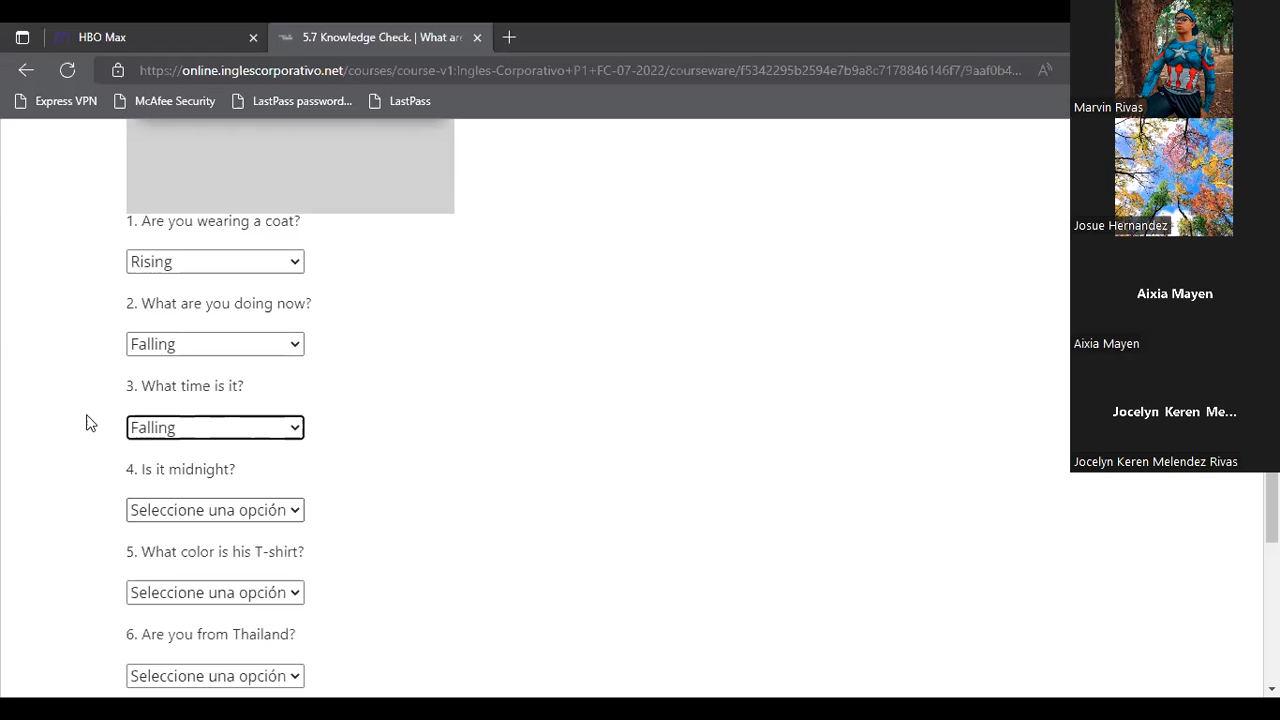 HBO Max
5.7 Knowledge Check. | What are
https://online.inglescorporativo.net/courses/course-v1:Ingles-Corporativo+P1+FC-07-2022/courseware/f5342295b2594e7b9a8c7178846146f7/9aaf0b4...
Express VPN
McAfee Security
LastPass password...
LastPass
1. Are you wearing a coat?
Rising
2. What are you doing now?
Falling
3. What time is it?
Falling
4. Is it midnight?
Seleccione una opción
5. What color is his T-shirt?
Seleccione una opción
6. Are you from Thailand?
Seleccione una opción
Marvin Rivas
Josue Hernandez
Aixia Mayen
Aixia Mayen
Jocelyn Keren Me...
Jocelyn Keren Melendez Rivas